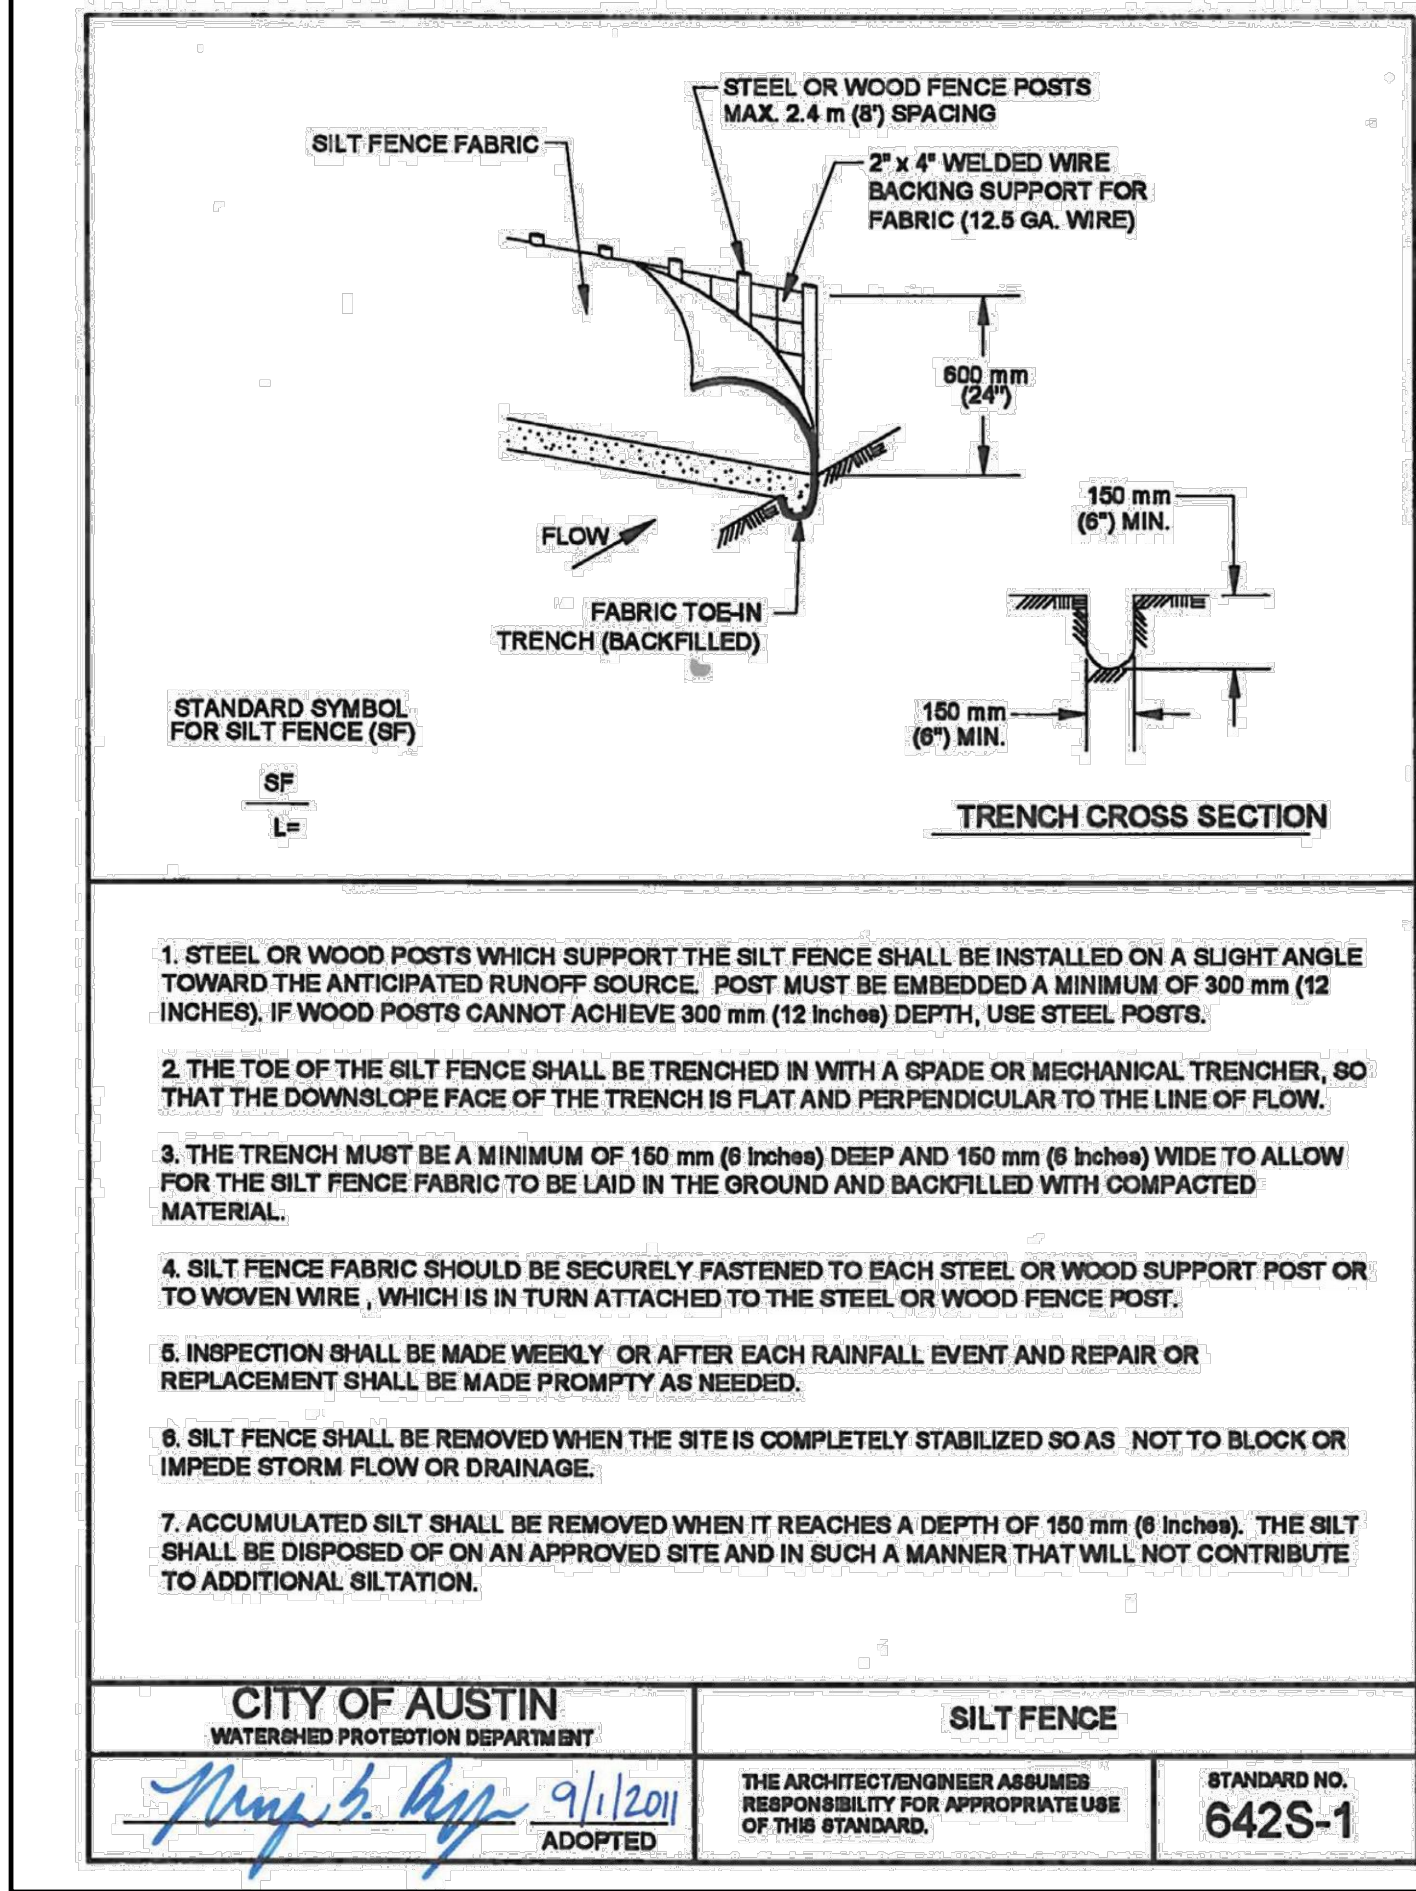 STEEL OR WOOD FENCE POSTS
MAX. 2.4 m (8') SPACING
SILT FENCE FABRIC
2" x 4" WELDED WIRE
BACKING SUPPORT FOR
FABRIC (12.5 GA. WIRE)
600 mm
(24")
150 mm
(6") MIN.
FLOW
FABRIC TOE-IN
TRENCH (BACKFILLED)
STANDARD SYMBOL
FOR SILT FENCE (SF)
150 mm
(6") MIN.
SF
L=
TRENCH CROSS SECTION
1. STEEL OR WOOD POSTS WHICH SUPPORT THE SILT FENCE SHALL BE INSTALLED ON A SLIGHT ANGLE
TOWARD THE ANTICIPATED RUNOFF SOURCE. POST MUST BE EMBEDDED A MINIMUM OF 300 mm (12
INCHES). IF WOOD POSTS CANNOT ACHIEVE 300 mm (12 inches) DEPTH, USE STEEL POSTS.
2. THE TOE OF THE SILT FENCE SHALL BE TRENCHED IN WITH A SPADE OR MECHANICAL TRENCHER, SO
THAT THE DOWNSLOPE FACE OF THE TRENCH IS FLAT AND PERPENDICULAR TO THE LINE OF FLOW.
3. THE TRENCH MUST BE A MINIMUM OF 150 mm (6 inches) DEEP AND 150 mm (6 inches) WIDE TO ALLOW
FOR THE SILT FENCE FABRIC TO BE LAID IN THE GROUND AND BACKFILLED WITH COMPACTED
MATERIAL.
4. SILT FENCE FABRIC SHOULD BE SECURELY FASTENED TO EACH STEEL OR WOOD SUPPORT POST OR
TO WOVEN WIRE , WHICH IS IN TURN ATTACHED TO THE STEEL OR WOOD FENCE POST.
5. INSPECTION SHALL BE MADE WEEKLY OR AFTER EACH RAINFALL EVENT AND REPAIR OR
REPLACEMENT SHALL BE MADE PROMPTY AS NEEDED.
6. SILT FENCE SHALL BE REMOVED WHEN THE SITE IS COMPLETELY STABILIZED SO AS NOT TO BLOCK OR
IMPEDE STORM FLOW OR DRAINAGE.
7. ACCUMULATED SILT SHALL BE REMOVED WHEN IT REACHES A DEPTH OF 150 mm (6 inches). THE SILT
SHALL BE DISPOSED OF ON AN APPROVED SITE AND IN SUCH A MANNER THAT WILL NOT CONTRIBUTE
TO ADDITIONAL SILTATION.
CITY OF AUSTIN
WATERSHED PROTECTION DEPARTMENT
SILT FENCE
9/1/2011
ADOPTED
THE ARCHITECT/ENGINEER ASSUMES
RESPONSIBILITY FOR APPROPRIATE USE
OF THIS STANDARD.
STANDARD NO.
642S-1